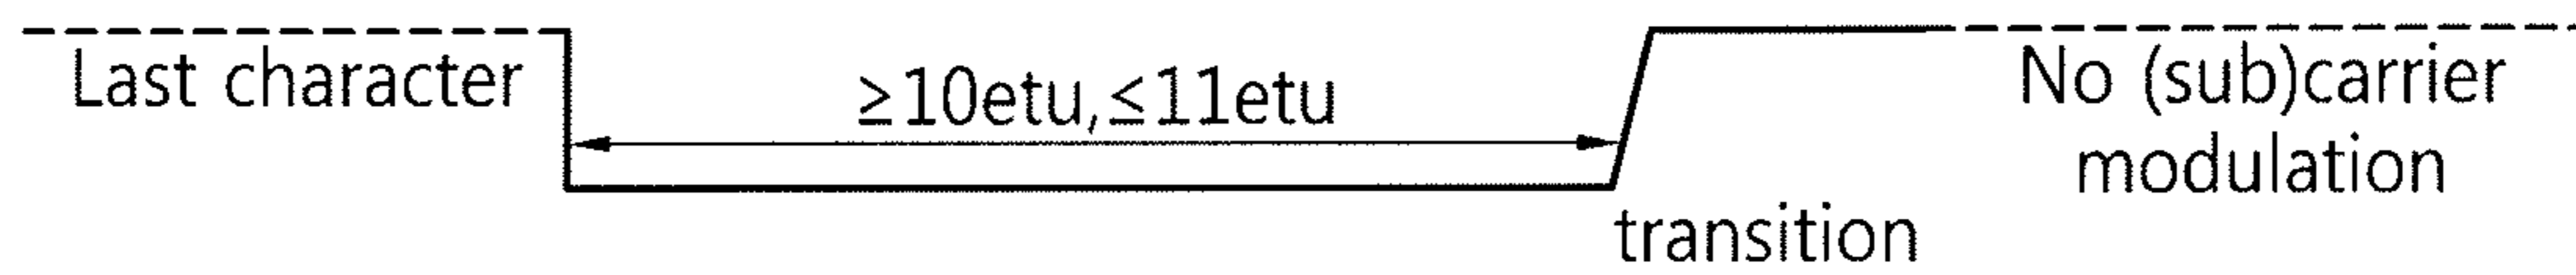 Last character
≥10etu,≤11etu
No (sub)carrier
modulation
transition